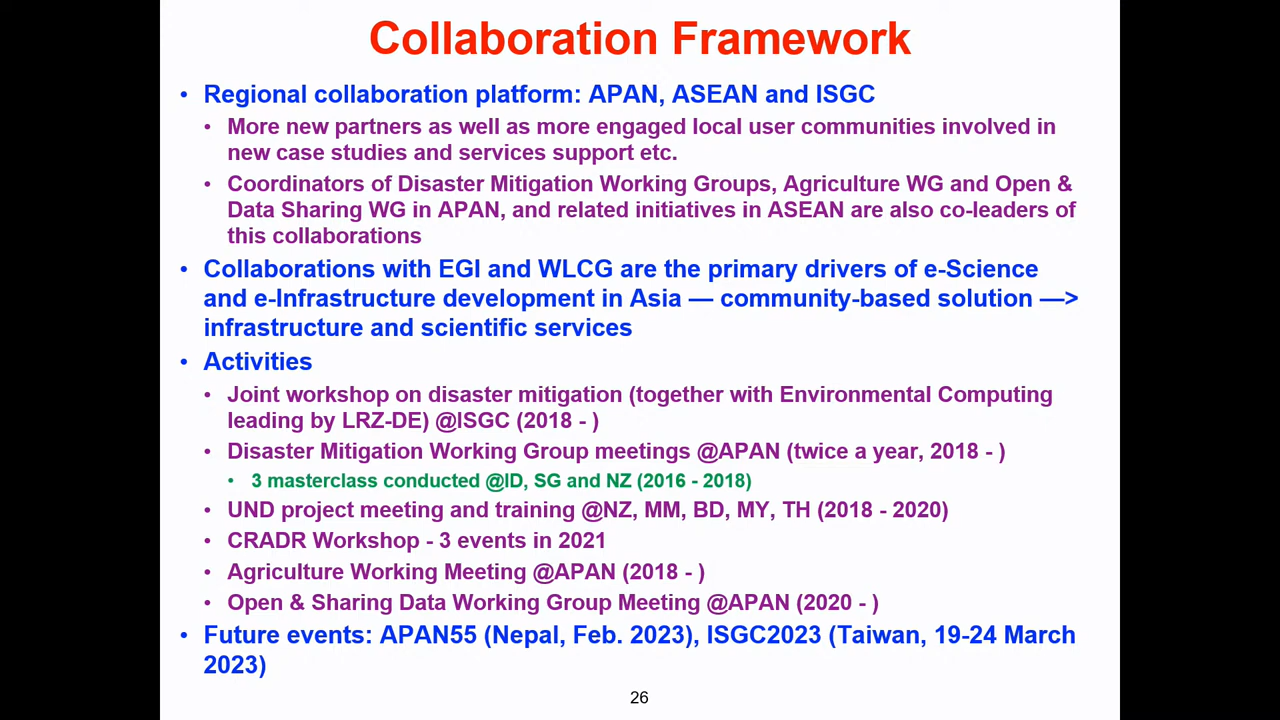 Collaboration Framework
• Regional collaboration platform: APAN, ASEAN and ISGC
• More new partners as well as more engaged local user communities involved in
new case studies and services support etc.
• Coordinators of Disaster Mitigation Working Groups, Agriculture WG and Open &
Data Sharing WG in APAN, and related initiatives in ASEAN are also co-leaders of
this collaborations
• Collaborations with EGI and WLCG are the primary drivers of e-Science
and e-Infrastructure development in Asia — community-based solution —>
infrastructure and scientific services
• Activities
• Joint workshop on disaster mitigation (together with Environmental Computing
leading by LRZ-DE) @ISGC (2018 - )
• Disaster Mitigation Working Group meetings @APAN (twice a year, 2018 - )
• 3 masterclass conducted @ID, SG and NZ (2016 - 2018)
• UND project meeting and training @NZ, MM, BD, MY, TH (2018 - 2020)
• CRADR Workshop - 3 events in 2021
• Agriculture Working Meeting @APAN (2018 - )
• Open & Sharing Data Working Group Meeting @APAN (2020 - )
• Future events: APAN55 (Nepal, Feb. 2023), ISGC2023 (Taiwan, 19-24 March
2023)
26